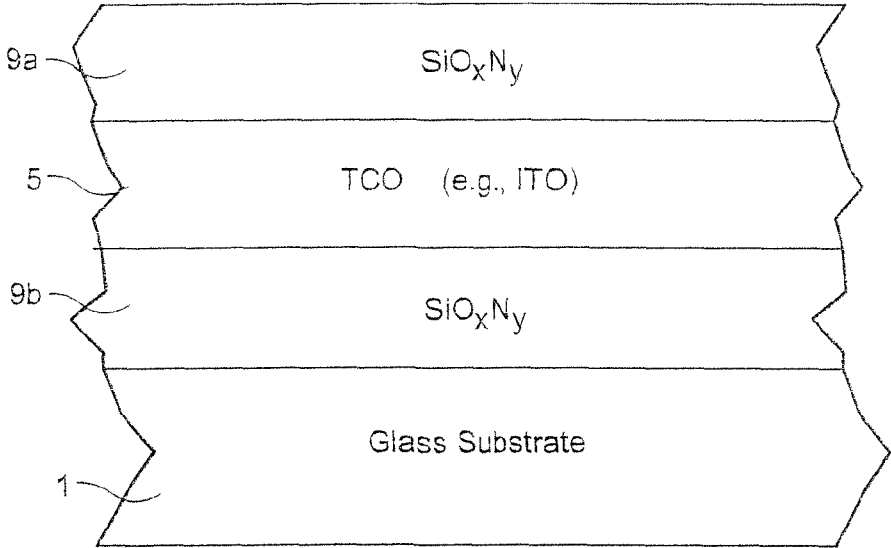 9a SiOxNy
5 TCO (e.g., ITO)
9b SiOxNy
Glass Substrate
1